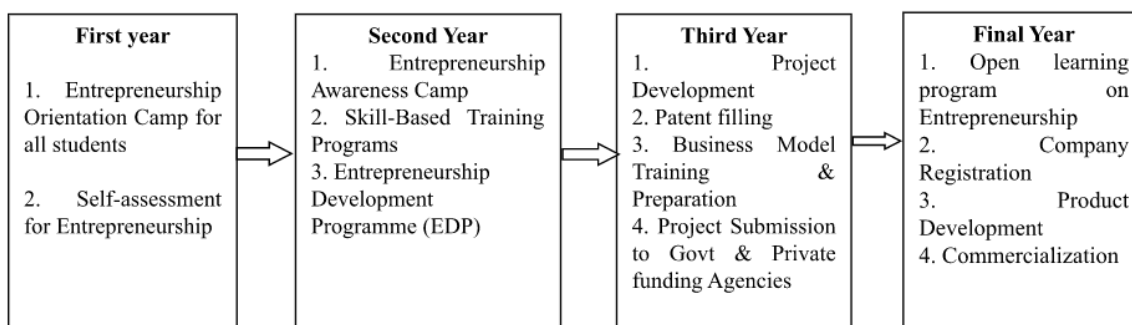 First year
1. Entrepreneurship
Orientation Camp for
all students
2. Self-assessment
for Entrepreneurship
Second Year
1. Entrepreneurship
Awareness Camp
2. Skill-Based Training
Programs
3. Entrepreneurship
Development
Programme (EDP)
Third Year
1. Project
Development
2. Patent filling
3. Business Model
Training &
Preparation
4. Project Submission
to Govt & Private
funding Agencies
Final Year
1. Open learning
program on
Entrepreneurship
2. Company
Registration
3. Product
Development
4. Commercialization